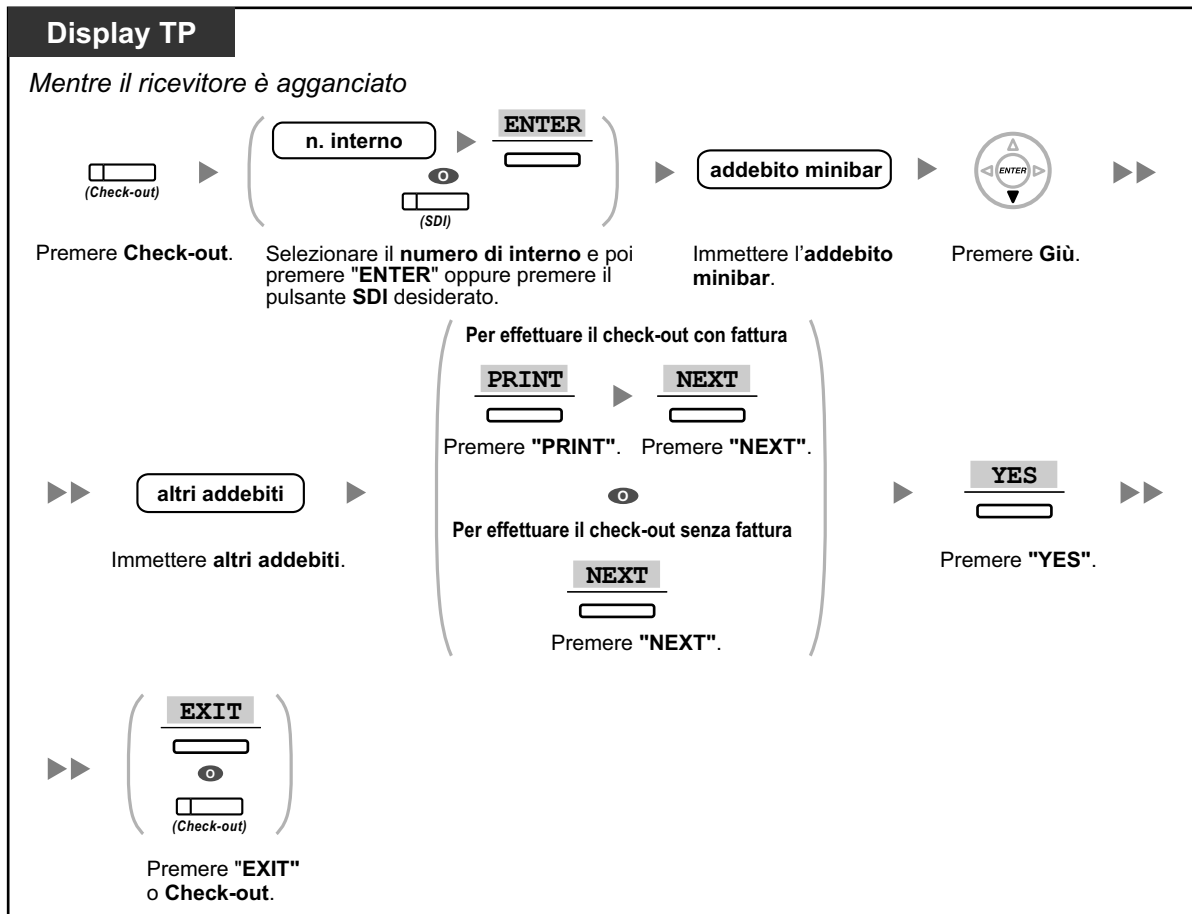 Display TP
Mentre il ricevitore è agganciato
(Check-out)
n. interno
ENTER
O
(SDI)
addebito minibar
ENTER
Premere Check-out.
Selezionare il numero di interno e poi
premere "ENTER" oppure premere il
pulsante SDI desiderato.
Immettere l'addebito
minibar.
Premere Giù.
altri addebiti
Immettere altri addebiti.
Per effettuare il check-out con fattura
PRINT
NEXT
Premere "PRINT".
Premere "NEXT".
O
Per effettuare il check-out senza fattura
NEXT
Premere "NEXT".
YES
Premere "YES".
EXIT
O
(Check-out)
Premere "EXIT"
o Check-out.